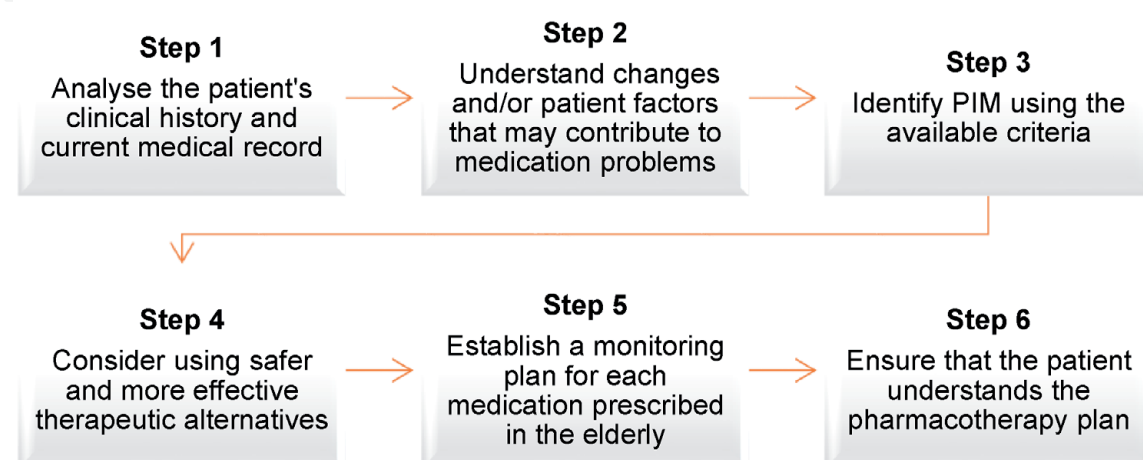 Step 1
Analyse the patient's
clinical history and
current medical record
Step 2
Understand changes
and/or patient factors
that may contribute to
medication problems
Step 3
Identify PIM using the
available criteria
Step 4
Consider using safer
and more effective
therapeutic alternatives
Step 5
Establish a monitoring
plan for each
medication prescribed
in the elderly
Step 6
Ensure that the patient
understands the
pharmacotherapy plan